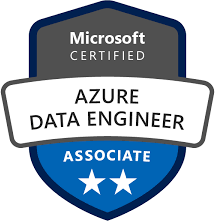 Microsoft
CERTIFIED
AZURE
DATA ENGINEER
ASSOCIATE